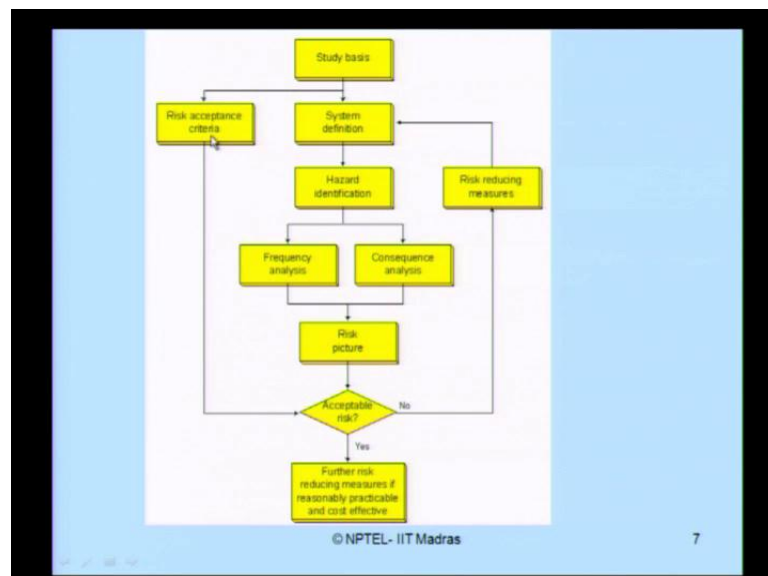 Study basis
Risk acceptance
criteria
System
definition
Hazard
identification
Risk reducing
measures
Frequency
analysis
Consequence
analysis
Risk
picture
Acceptable
risk?
No
Yes
Further risk
reducing measures if
reasonably practicable
and cost effective
© NPTEL- IIT Madras
7